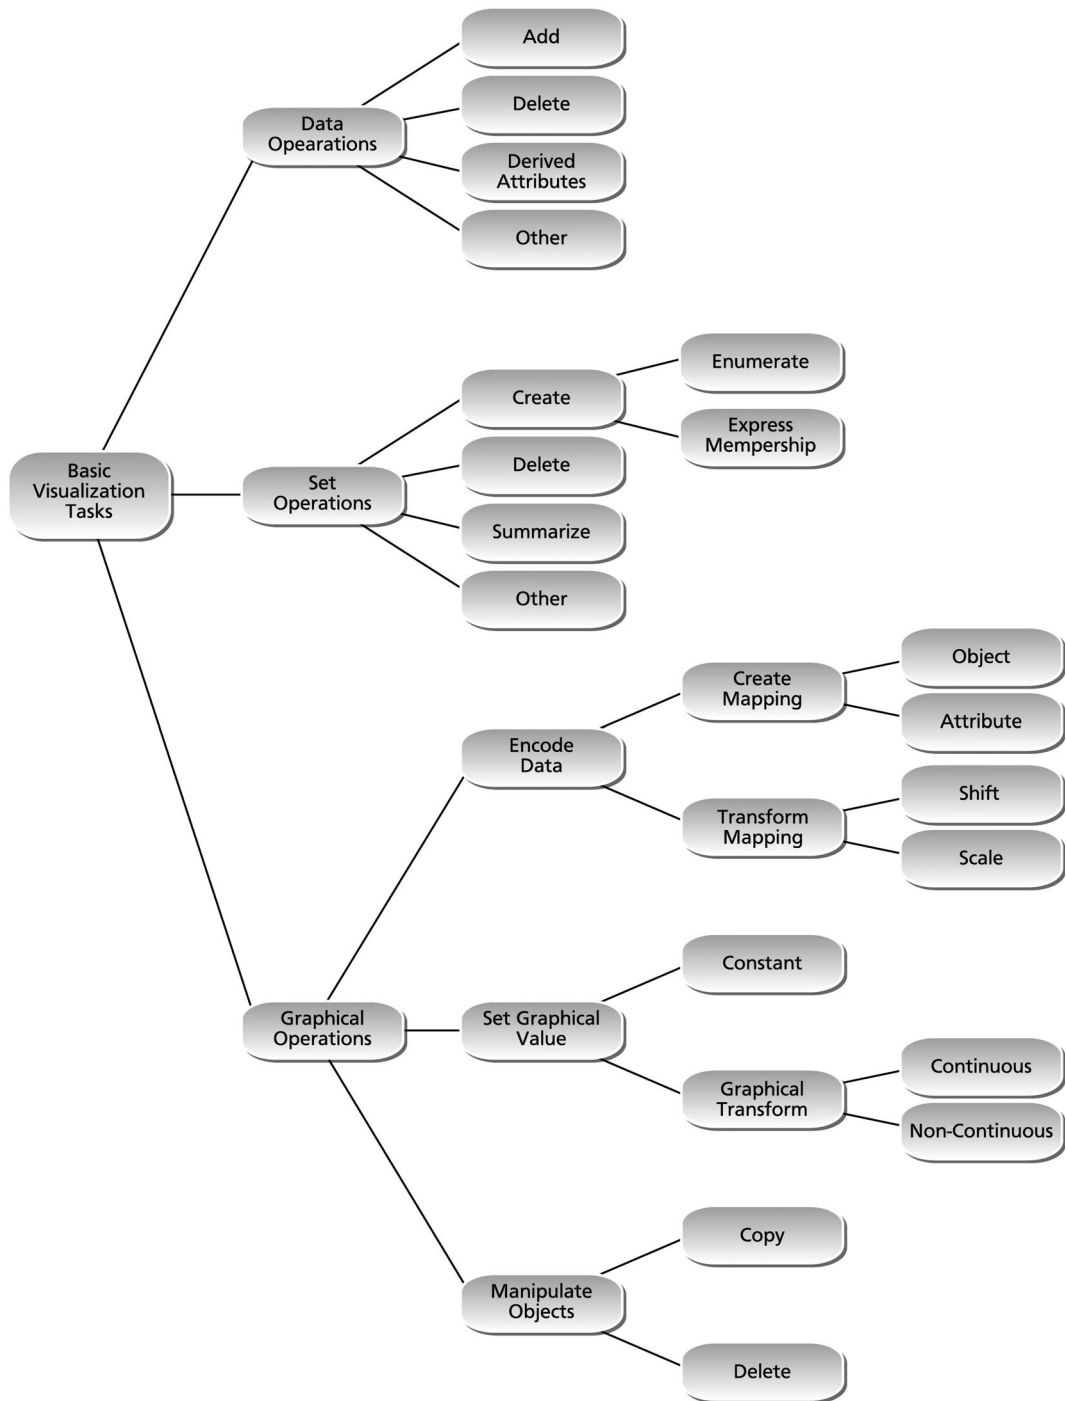 Add
Delete
Data
Opearations
Derived
Attributes
Other
Enumerate
Create
Express
Mempership
Delete
Basic
Visualization
Tasks
Set
Operations
Summarize
Other
Object
Create
Mapping
Attribute
Encode
Data
Shift
Transform
Mapping
Scale
Constant
Graphical
Operations
Set Graphical
Value
Continuous
Graphical
Transform
Non-Continuous
Copy
Manipulate
Objects
Delete